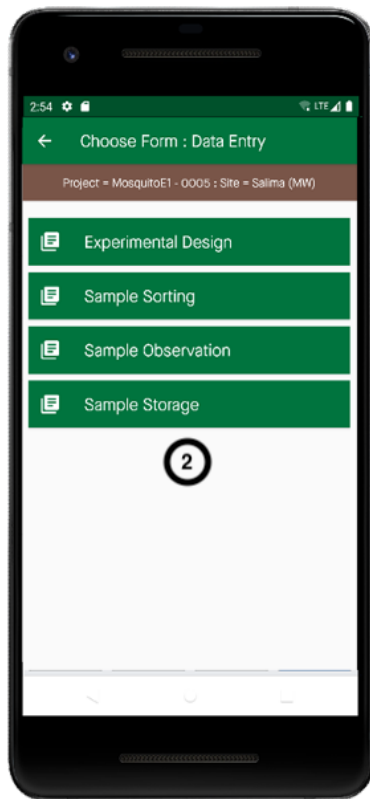 2:54 LTE
Choose Form : Data Entry
Project = MosquitoE1 - 0005 : Site = Salima (MW)
Experimental Design
Sample Sorting
Sample Observation
Sample Storage
2